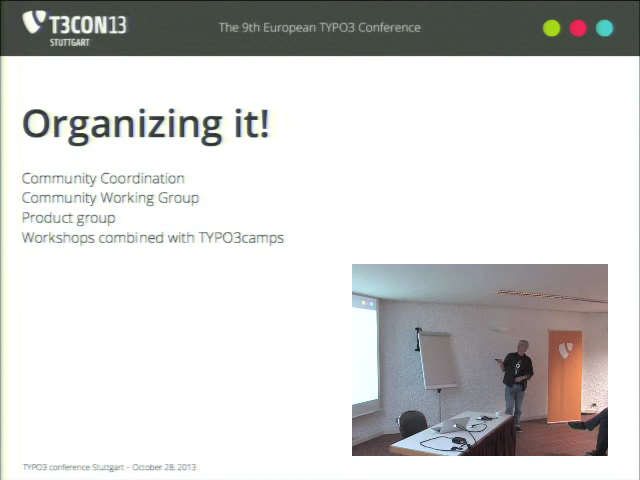 T3CON13
STUTTGART
The 9th European TYPO3 Conference
Organizing it!
Community Coordination
Community Working Group
Product group
Workshops combined with TYPO3camps
TYPO3 conference Stuttgart – October 28, 2013